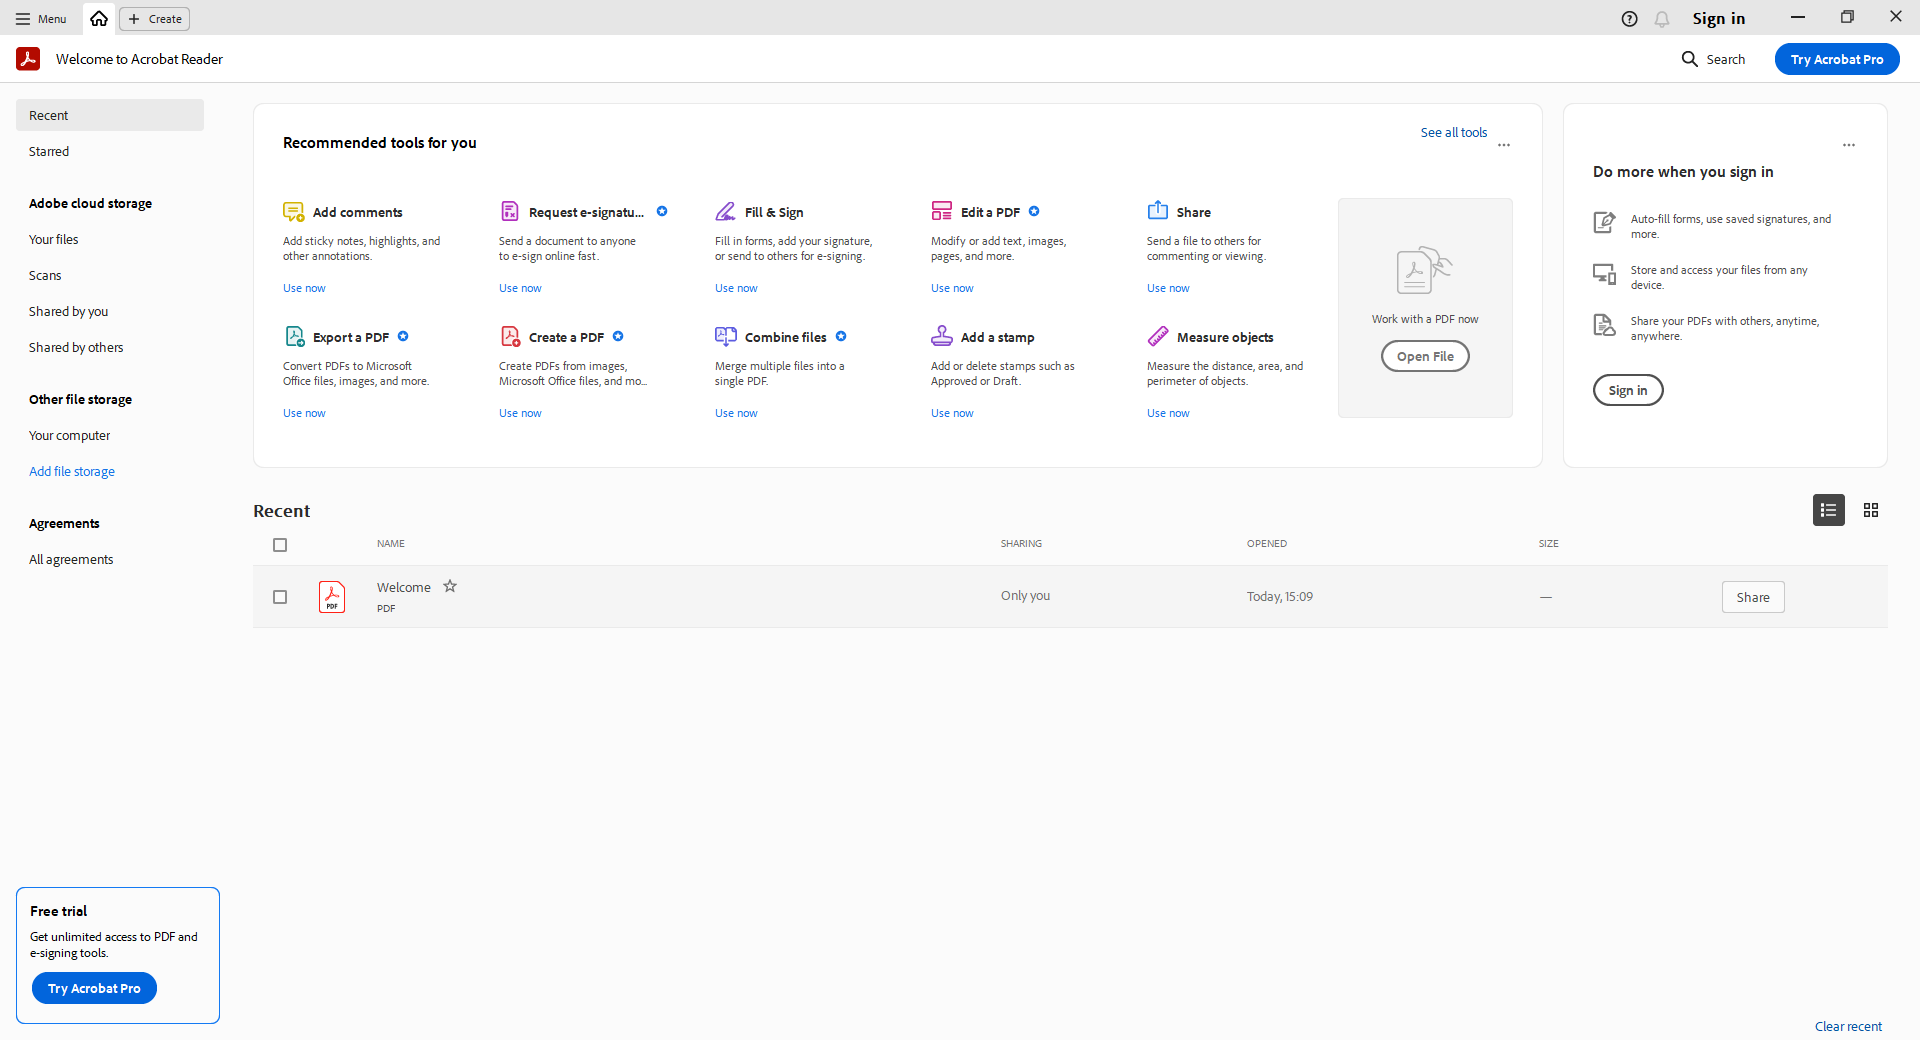 Menu
Create
Sign in
Welcome to Acrobat Reader
Search
Try Acrobat Pro
Recent
Starred
Adobe cloud storage
Your files
Scans
Shared by you
Shared by others
Other file storage
Your computer
Add file storage
Agreements
All agreements
Free trial
Get unlimited access to PDF and
e-signing tools.
Try Acrobat Pro
Recommended tools for you
See all tools
Add comments
Add sticky notes, highlights, and
other annotations.
Use now
Request e-signatu...
Send a document to anyone
to e-sign online fast.
Use now
Fill & Sign
Fill in forms, add your signature,
or send to others for e-signing.
Use now
Edit a PDF
Modify or add text, images,
pages, and more.
Use now
Share
Send a file to others for
commenting or viewing.
Use now
Export a PDF
Convert PDFs to Microsoft
Office files, images, and more.
Use now
Create a PDF
Create PDFs from images,
Microsoft Office files, and mo...
Use now
Combine files
Merge multiple files into a
single PDF.
Use now
Add a stamp
Add or delete stamps such as
Approved or Draft.
Use now
Measure objects
Measure the distance, area, and
perimeter of objects.
Use now
Work with a PDF now
Open File
Do more when you sign in
Auto-fill forms, use saved signatures, and
more.
Store and access your files from any
device.
Share your PDFs with others, anytime,
anywhere.
Sign in
Recent
NAME
SHARING
OPENED
SIZE
PDF
Welcome
PDF
Only you
Today, 15:09
—
Share
Clear recent